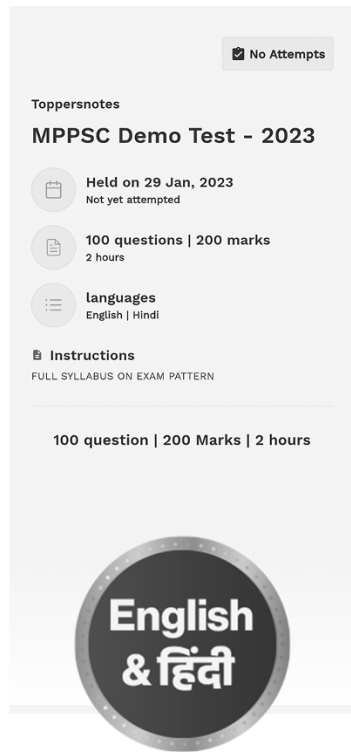 No Attempts
Toppersnotes
MPPSC Demo Test - 2023
Held on 29 Jan, 2023
Not yet attempted
100 questions | 200 marks
2 hours
languages
English | Hindi
Instructions
FULL SYLLABUS ON EXAM PATTERN
100 question | 200 Marks | 2 hours
English
& हिंदी